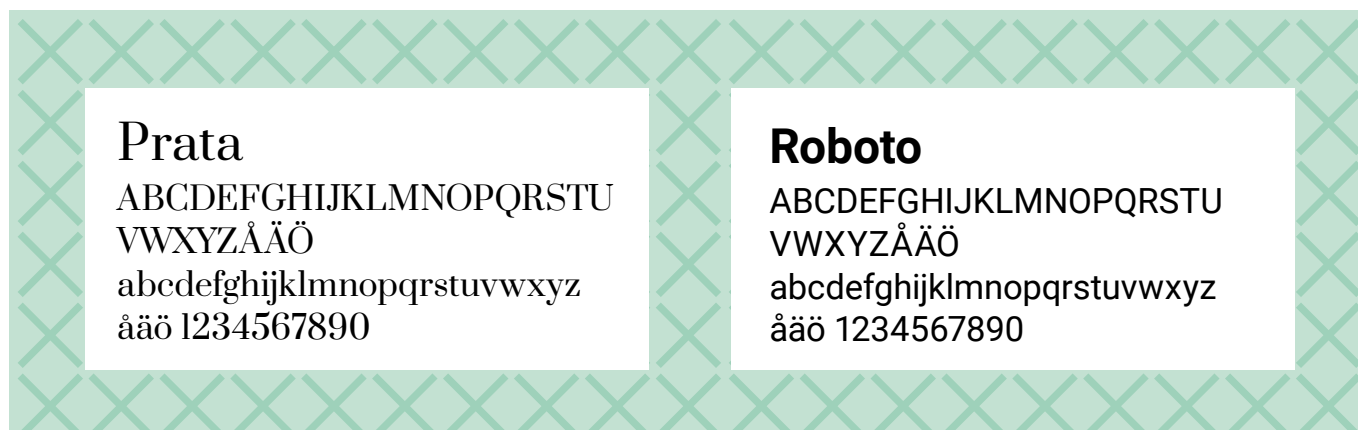 Prata
ABCDEFGHIJKLMNOPQRSTU
VWXYZÅÄÖ
abcdefghijklmnopqrstuvwxyz
åäö 1234567890
Roboto
ABCDEFGHIJKLMNOPQRSTU
VWXYZÅÄÖ
abcdefghijklmnopqrstuvwxyz
åäö 1234567890